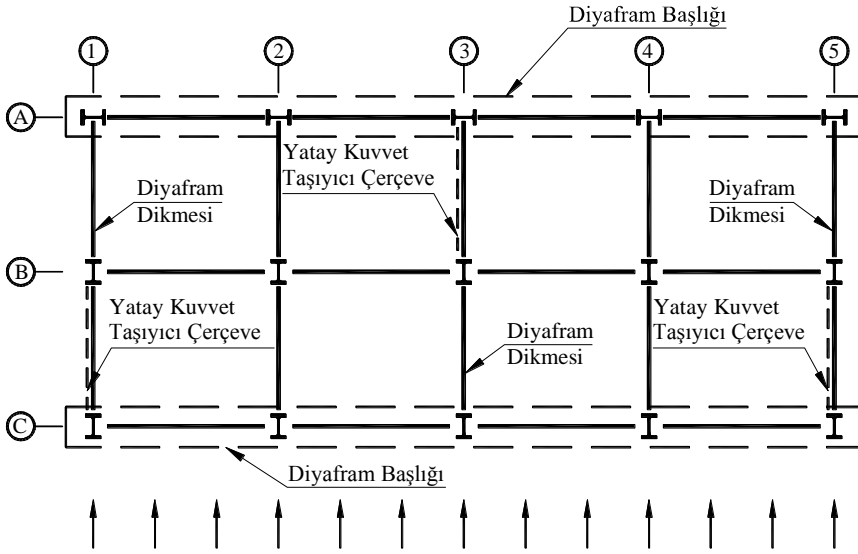 Diyafram Başlığı
1
2
3
4
5
A
Yatay Kuvvet
Taşıyıcı Çerçeve
Diyafram
Dikmesi
Diyafram
Dikmesi
B
Yatay Kuvvet
Taşıyıcı Çerçeve
Diyafram
Dikmesi
Yatay Kuvvet
Taşıyıcı Çerçeve
C
Diyafram Başlığı